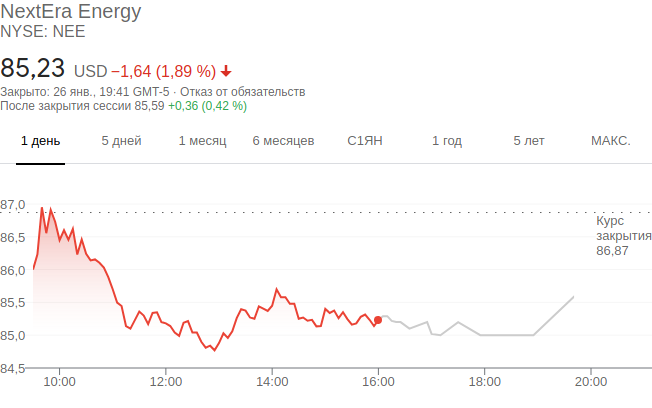 NextEra Energy
NYSE: NEE
85,23 USD −1,64 (1,89 %)
Закрыто: 26 янв., 19:41 GMT-5 · Отказ от обязательств
После закрытия сессии 85,59 +0,36 (0,42 %)
1 день 5 дней 1 месяц 6 месяцев С1ЯН 1 год 5 лет МАКС.
87,0
Курс
86,5
закрытия
86,87
86,0
85,5
85,0
84,5
10:00 12:00 14:00 16:00 18:00 20:00